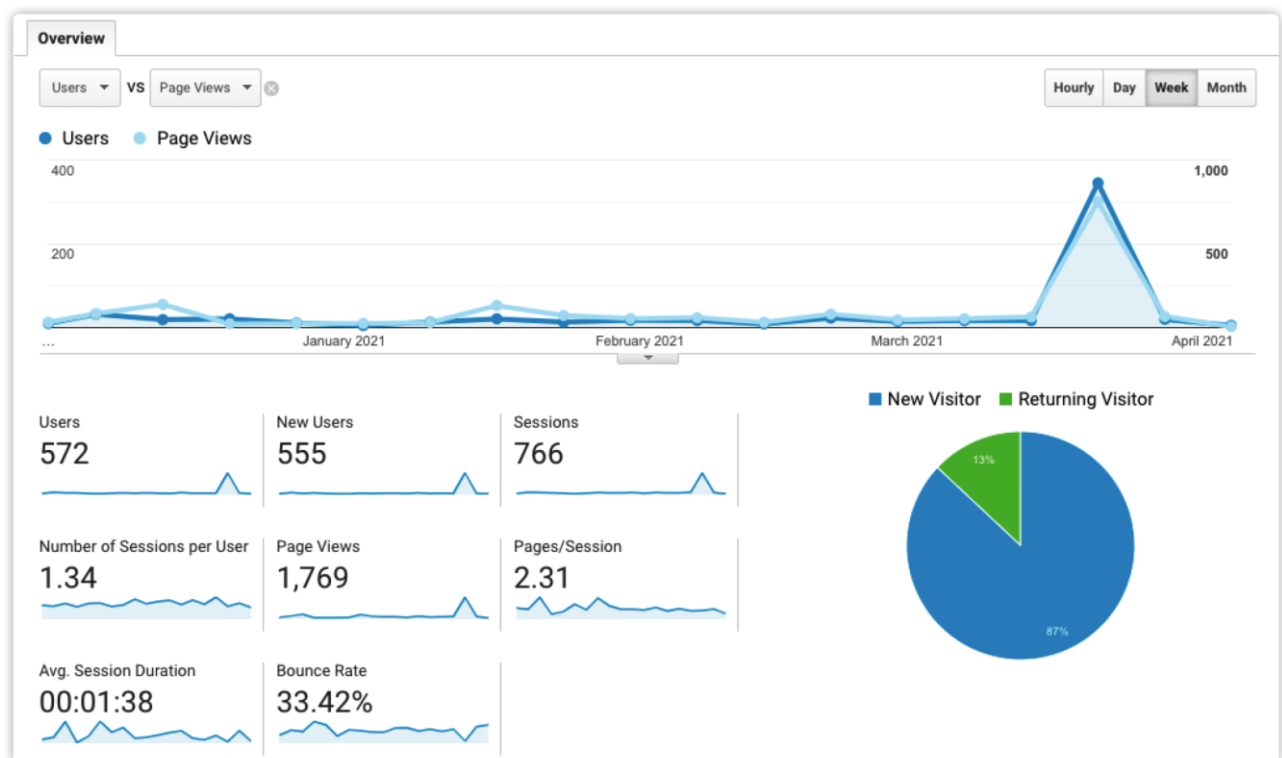 Overview
Users VS Page Views
Hourly Day Week Month
Users Page Views
400 1,000
200 500
... January 2021 February 2021 March 2021 April 2021
New Visitor Returning Visitor
Users New Users Sessions
572 555 766
13%
Number of Sessions per User Page Views Pages/Session
1.34 1,769 2.31
87%
Avg. Session Duration Bounce Rate
00:01:38 33.42%